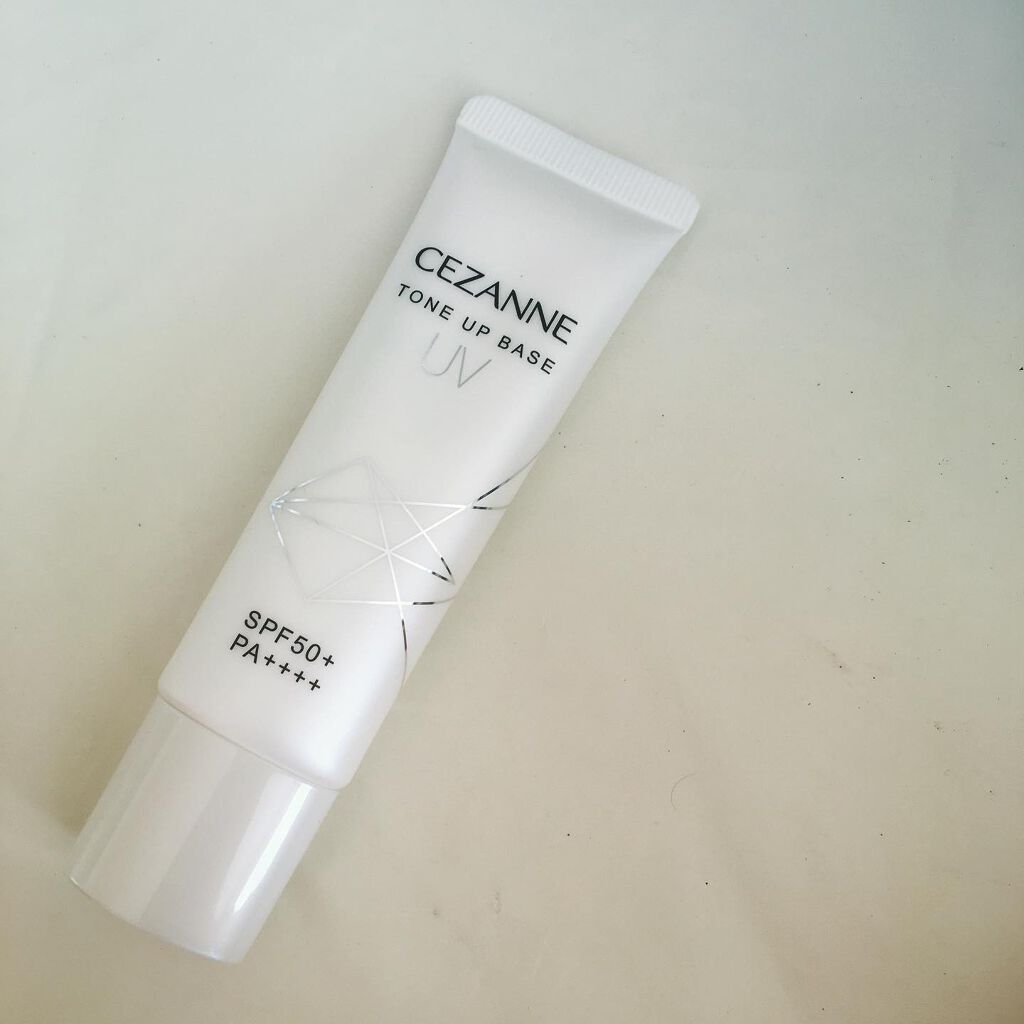 CEZANNE
TONE UP BASE
UV
SPF50+
PA++++